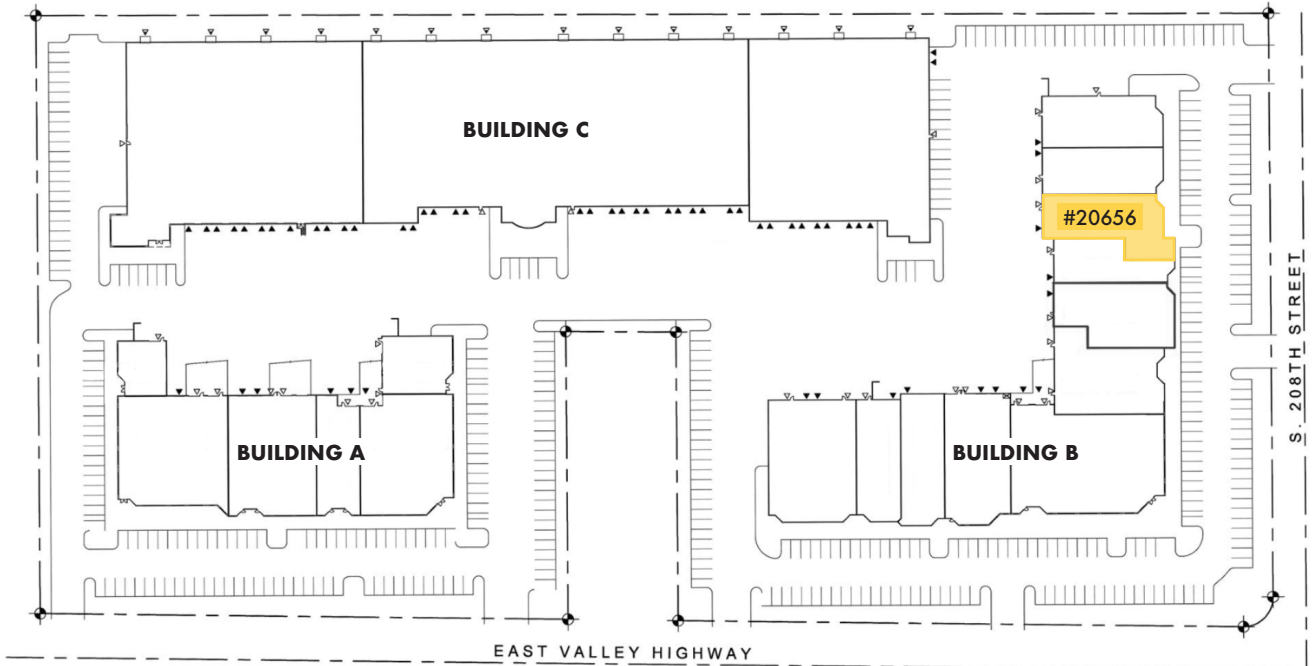 BUILDING C
#20656
S. 208TH STREET
BUILDING A
BUILDING B
EAST VALLEY HIGHWAY